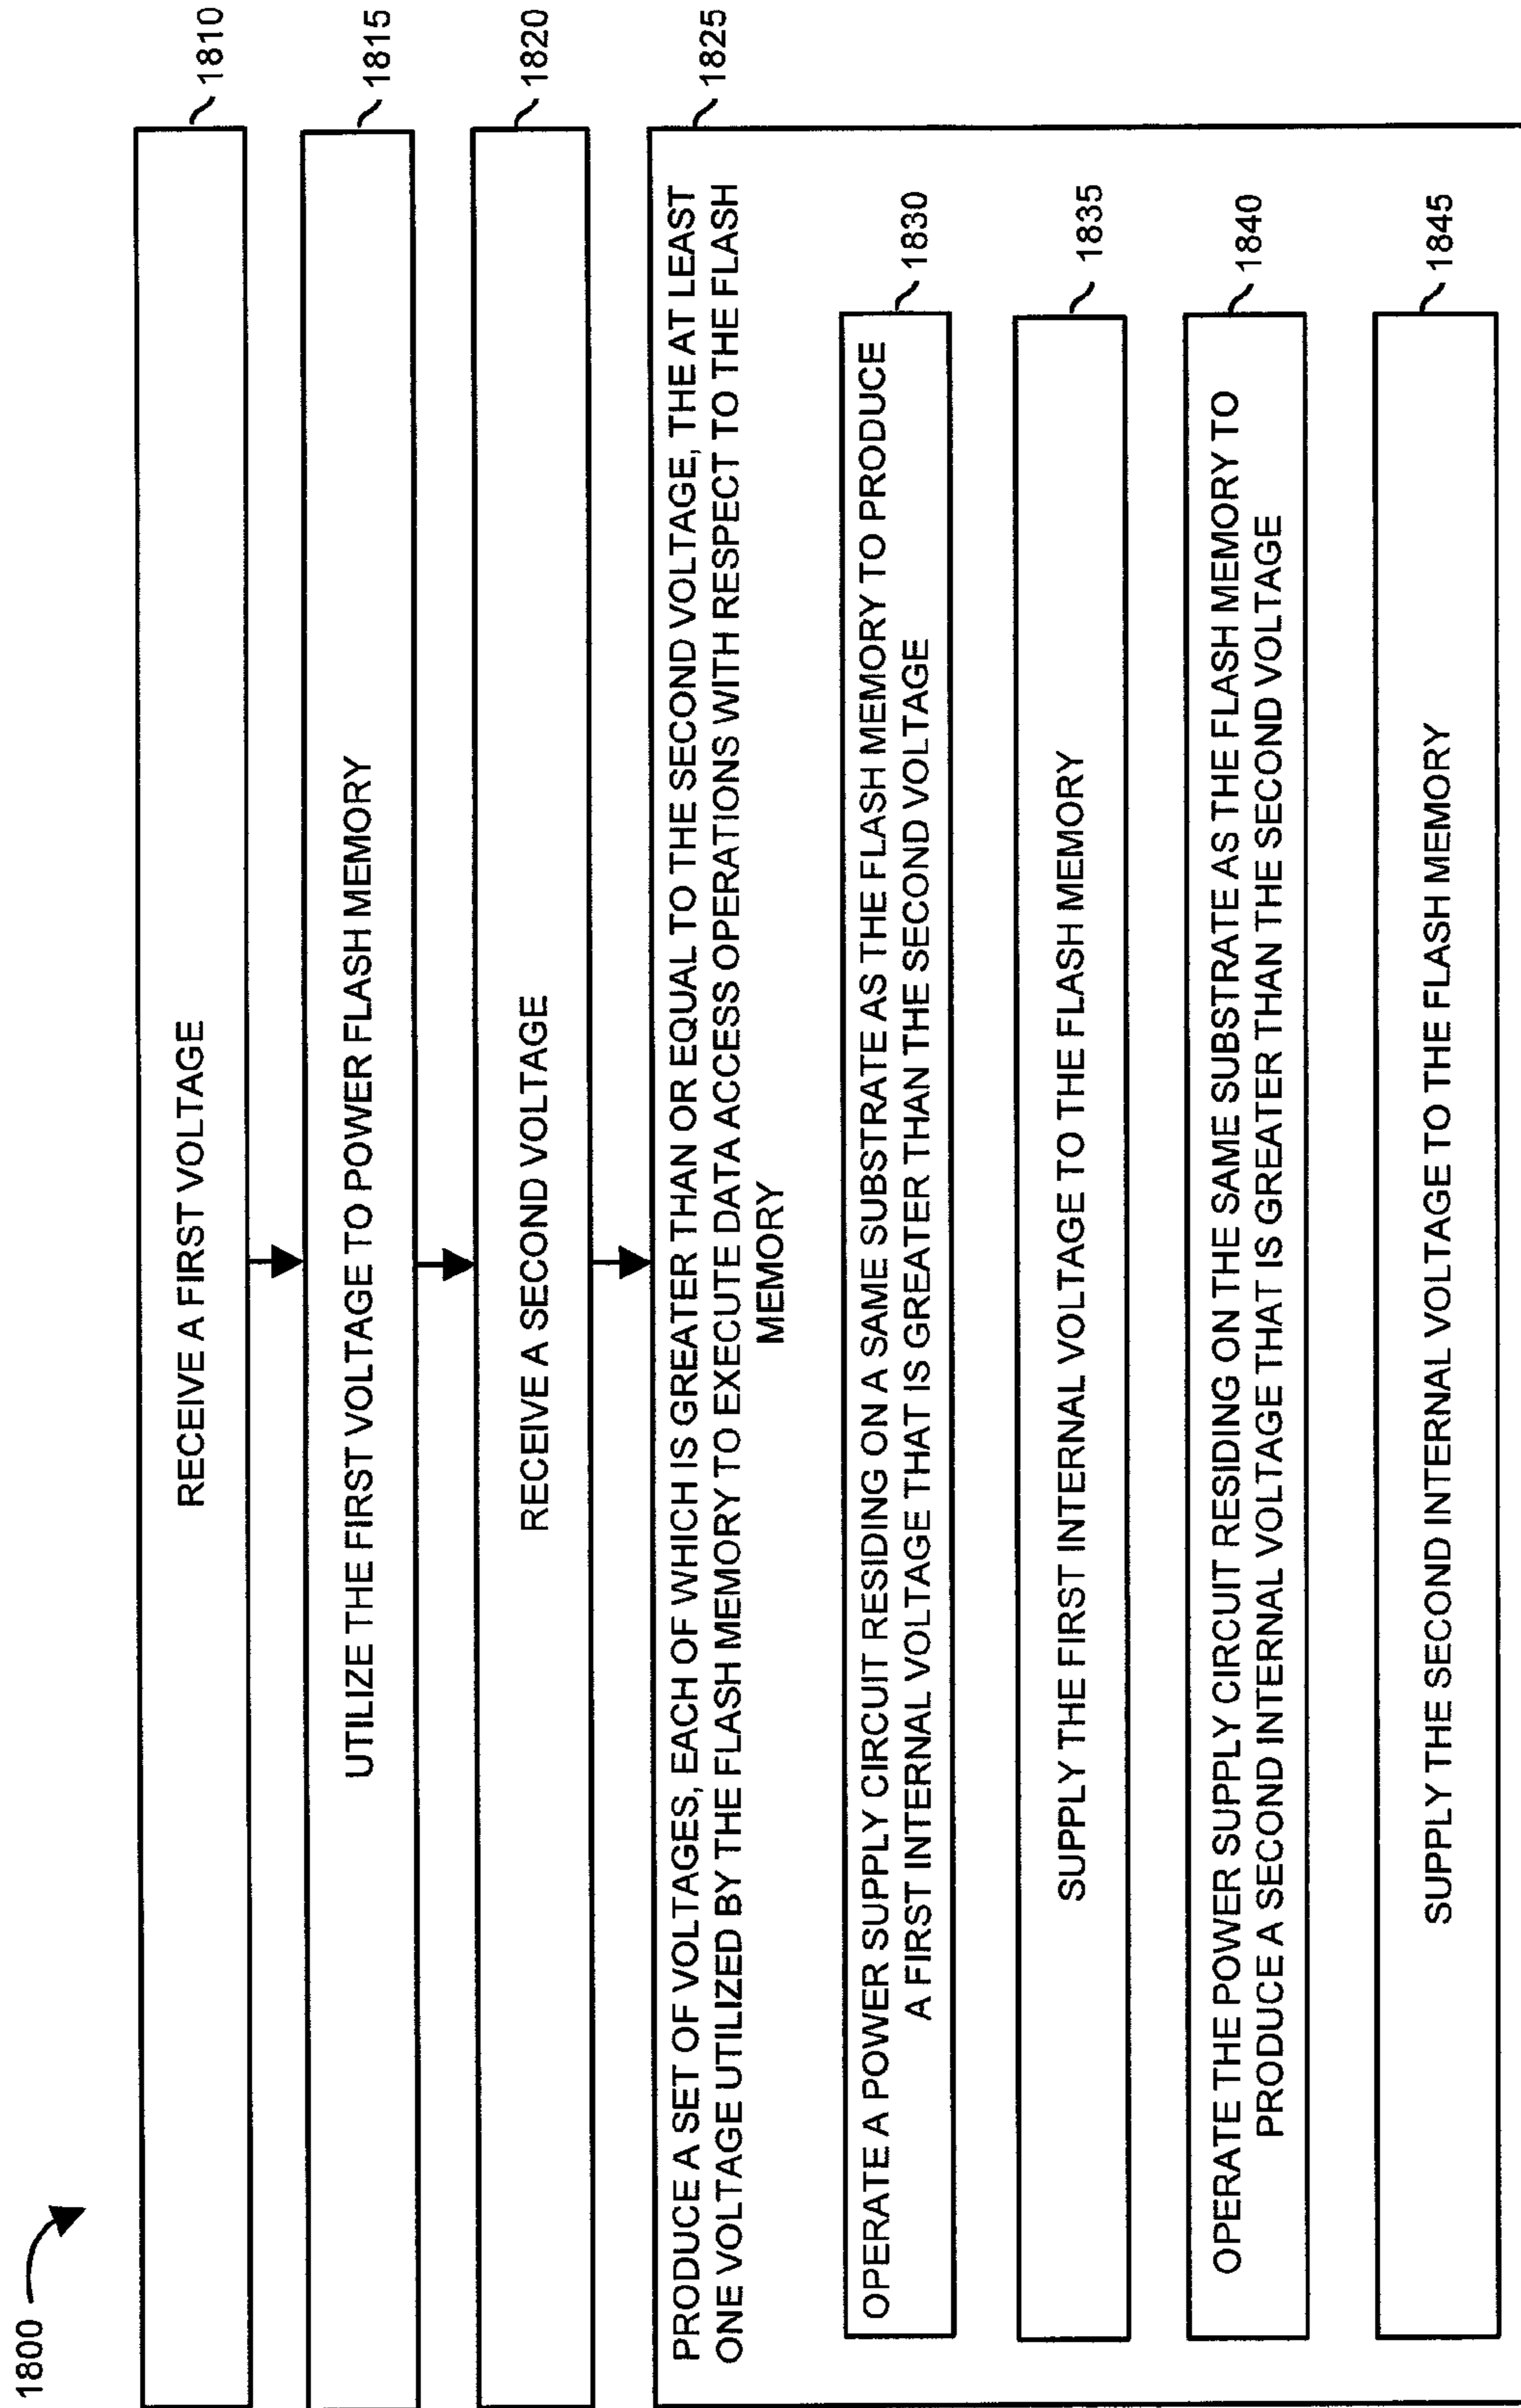 1800
RECEIVE A FIRST VOLTAGE
1810
UTILIZE THE FIRST VOLTAGE TO POWER FLASH MEMORY
1815
RECEIVE A SECOND VOLTAGE
1820
1825
PRODUCE A SET OF VOLTAGES, EACH OF WHICH IS GREATER THAN OR EQUAL TO THE SECOND VOLTAGE, THE AT LEAST
ONE VOLTAGE UTILIZED BY THE FLASH MEMORY TO EXECUTE DATA ACCESS OPERATIONS WITH RESPECT TO THE FLASH
MEMORY
OPERATE A POWER SUPPLY CIRCUIT RESIDING ON A SAME SUBSTRATE AS THE FLASH MEMORY TO PRODUCE
A FIRST INTERNAL VOLTAGE THAT IS GREATER THAN THE SECOND VOLTAGE
1830
SUPPLY THE FIRST INTERNAL VOLTAGE TO THE FLASH MEMORY
1835
OPERATE THE POWER SUPPLY CIRCUIT RESIDING ON THE SAME SUBSTRATE AS THE FLASH MEMORY TO
PRODUCE A SECOND INTERNAL VOLTAGE THAT IS GREATER THAN THE SECOND VOLTAGE
1840
SUPPLY THE SECOND INTERNAL VOLTAGE TO THE FLASH MEMORY
1845